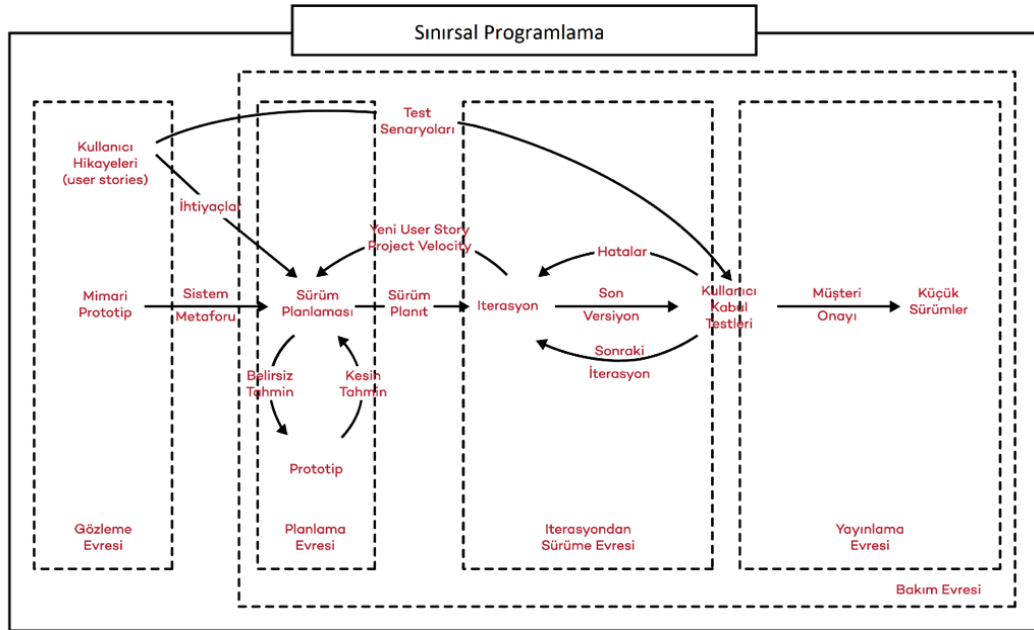 Sınırsal Programlama
Test
Senaryoları
Kullanıcı
Hikayeleri
(user stories)
İhtiyaçlar
Yeni User Story
Project Velocity
Hatalar
Mimari
Prototip
Sistem
Metaforu
Sürüm
Planlaması
Sürüm
Planıt
Iterasyon
Son
Versiyon
Kullanıcı
Kabul
Testleri
Müşteri
Onayı
Küçük
Sürümler
Sonraki
İterasyon
Belirsiz
Tahmin
Kesin
Tahmin
Prototip
Gözleme
Evresi
Planlama
Evresi
Iterasyondan
Sürüme Evresi
Yayınlama
Evresi
Bakım Evresi